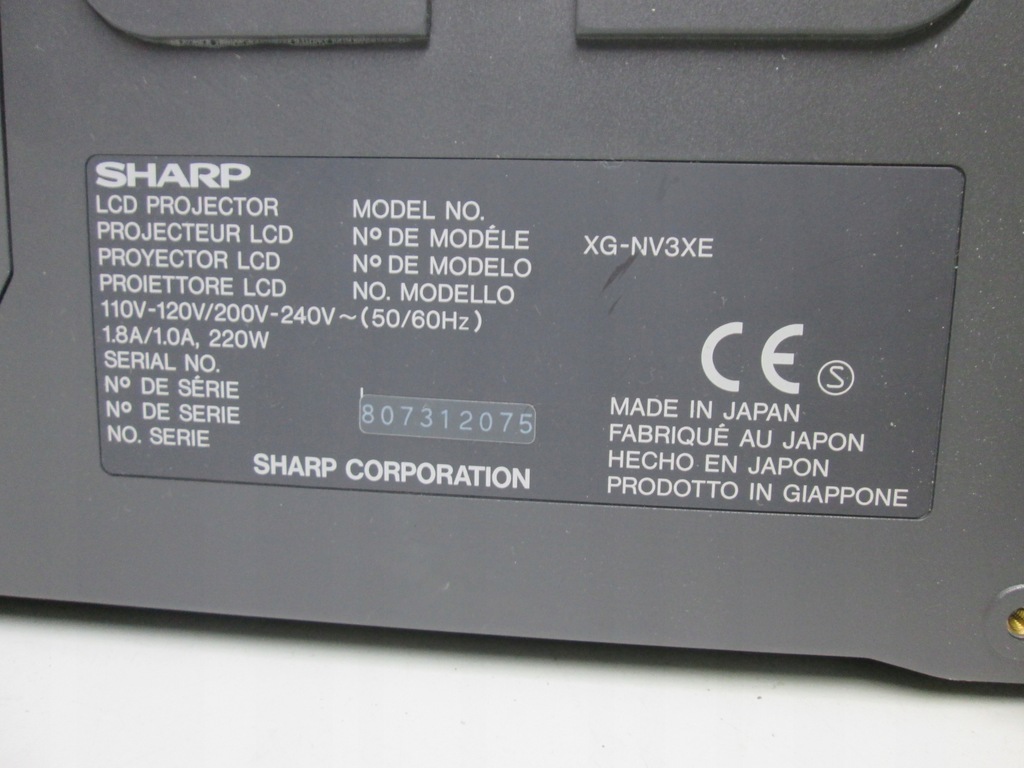 SHARP
LCD PROJECTOR
PROJECTEUR LCD
PROYECTOR LCD
PROIETTORE LCD
MODEL NO.
Nº DE MODÉLE
Nº DE MODELO
NO. MODELLO
XG-NV3XE
110V-120V/200V-240V~(50/60Hz)
1.8A/1.0A, 220W
SERIAL NO.
Nº DE SÉRIE
Nº DE SERIE
NO. SERIE
807312075
SHARP CORPORATION
CE S
MADE IN JAPAN
FABRIQUÉ AU JAPON
HECHO EN JAPON
PRODOTTO IN GIAPPONE